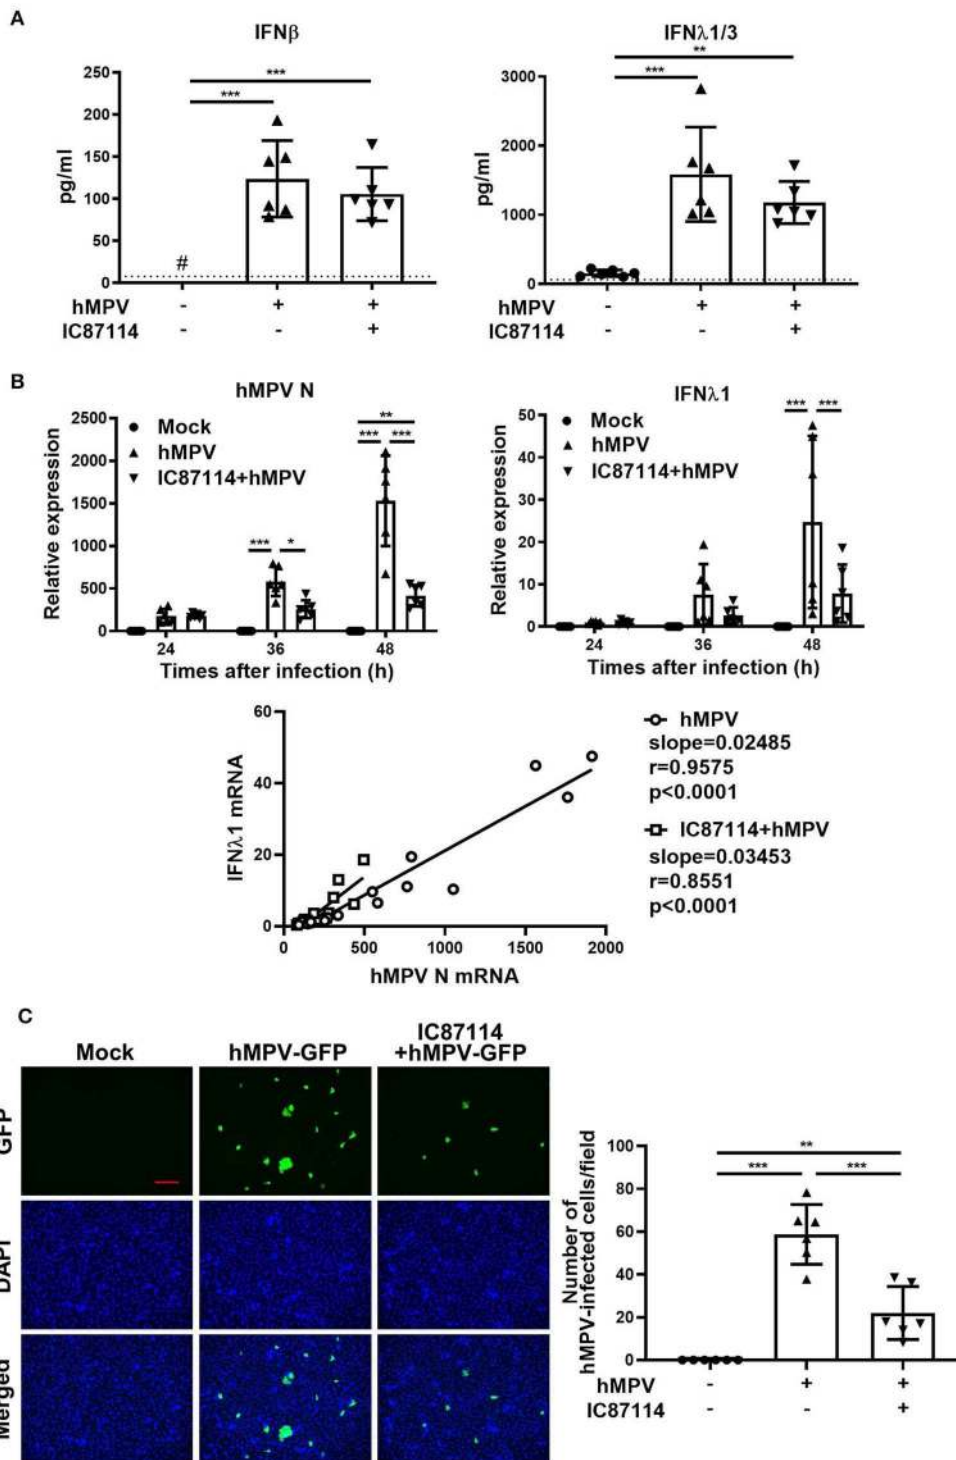 A
IFNβ
pg/ml
250
200
150
100
50
0
***
***
#
hMPV - + +
IC87114 - - +
IFNλ1/3
pg/ml
3000
2000
1000
0
**
***
hMPV - + +
IC87114 - - +
B
hMPV N
Relative expression
2500
2000
1500
1000
500
0
Mock
hMPV
IC87114+hMPV
*** *
**
*** ***
24 36 48
Times after infection (h)
IFNλ1
Relative expression
50
40
30
20
10
0
Mock
hMPV
IC87114+hMPV
*** ***
24 36 48
Times after infection (h)
IFNλ1 mRNA
60
40
20
0
0 500 1000 1500 2000
hMPV N mRNA
hMPV
slope=0.02485
r=0.9575
p<0.0001
IC87114+hMPV
slope=0.03453
r=0.8551
p<0.0001
C
Mock
hMPV-GFP
IC87114
+hMPV-GFP
GFP
DAPI
Merged
Number of
hMPV-infected cells/field
100
80
60
40
20
0
**
*** ***
hMPV - + +
IC87114 - - +